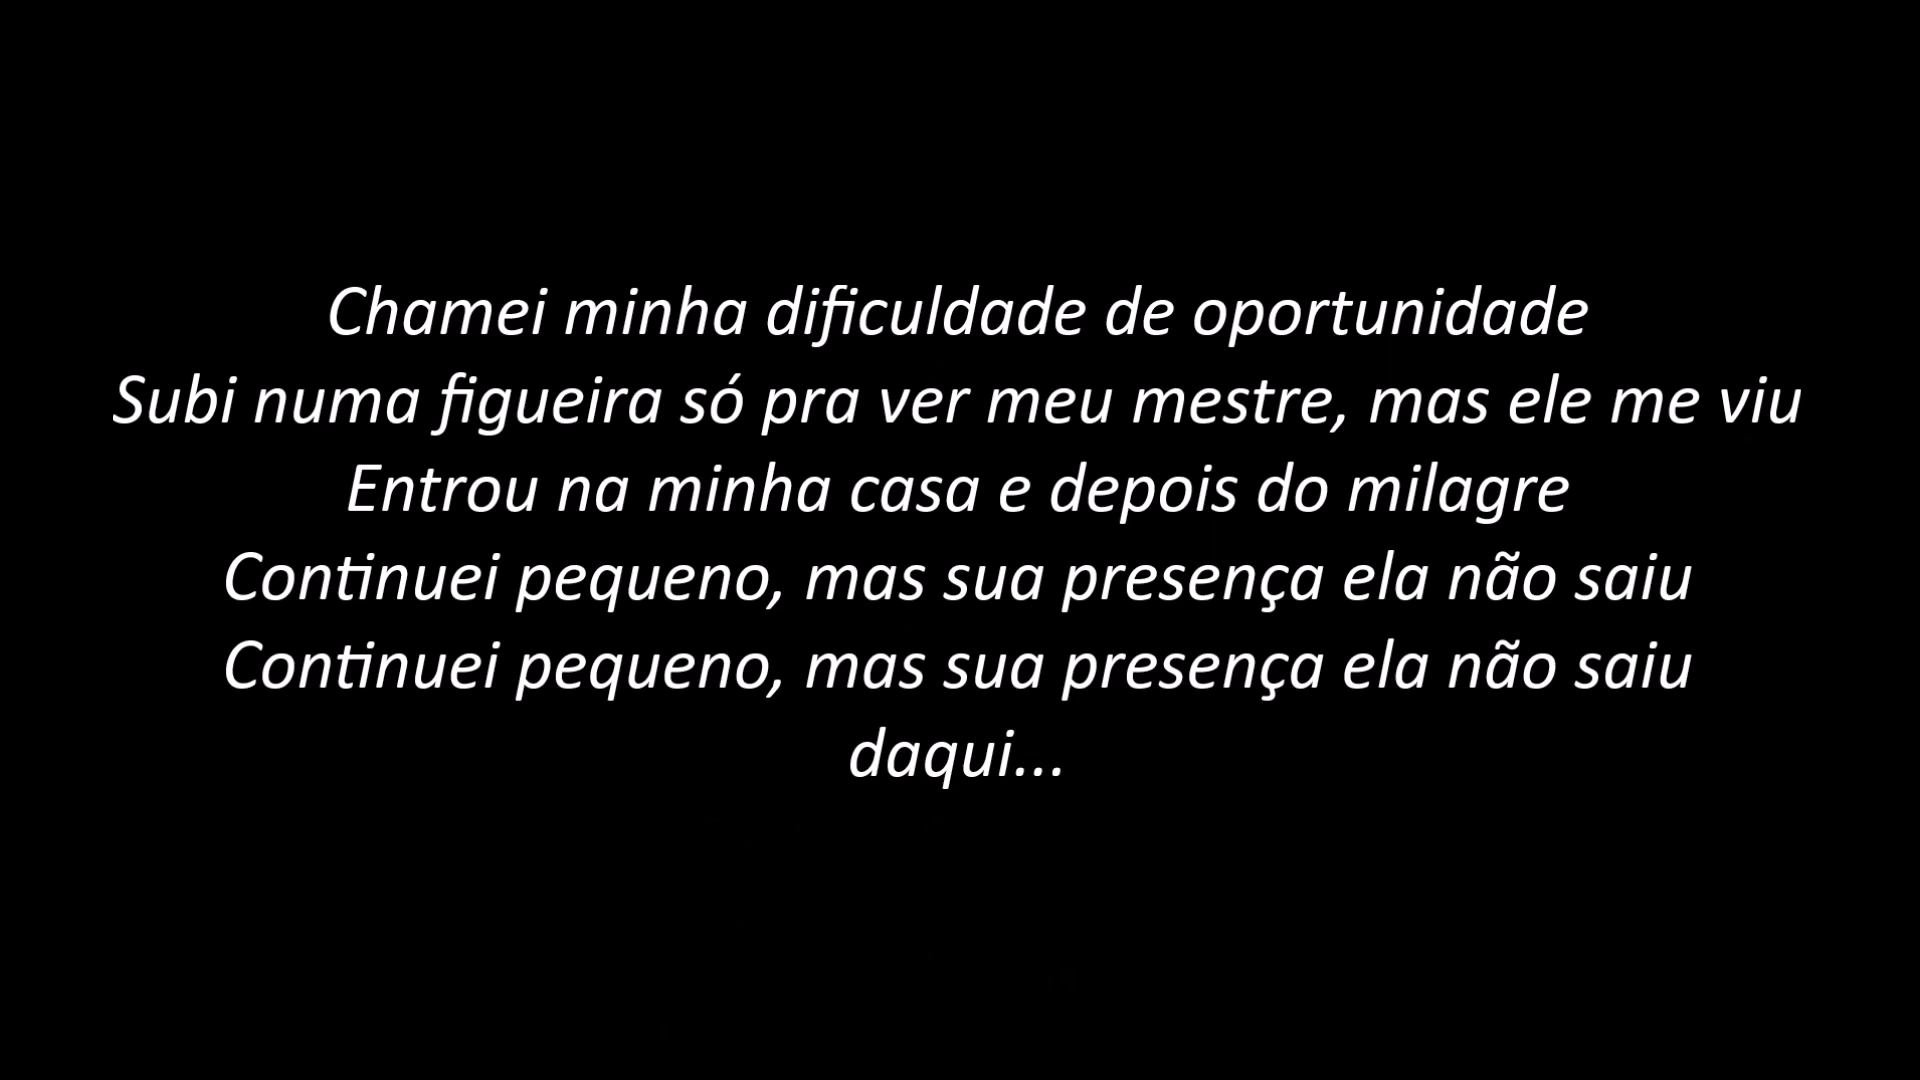 Chamei minha dificuldade de oportunidade
Subi numa figueira só pra ver meu mestre, mas ele me viu
Entrou na minha casa e depois do milagre
Continuei pequeno, mas sua presença ela não saiu
Continuei pequeno, mas sua presença ela não saiu
daqui...